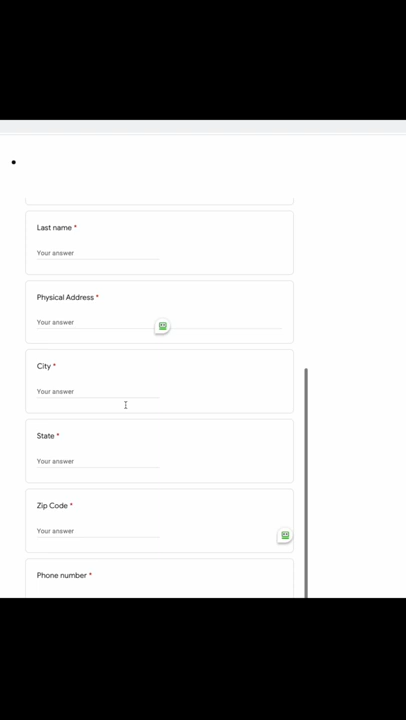 Last name *
Your answer
Physical Address *
Your answer
City *
Your answer
State *
Your answer
Zip Code *
Your answer
Phone number *